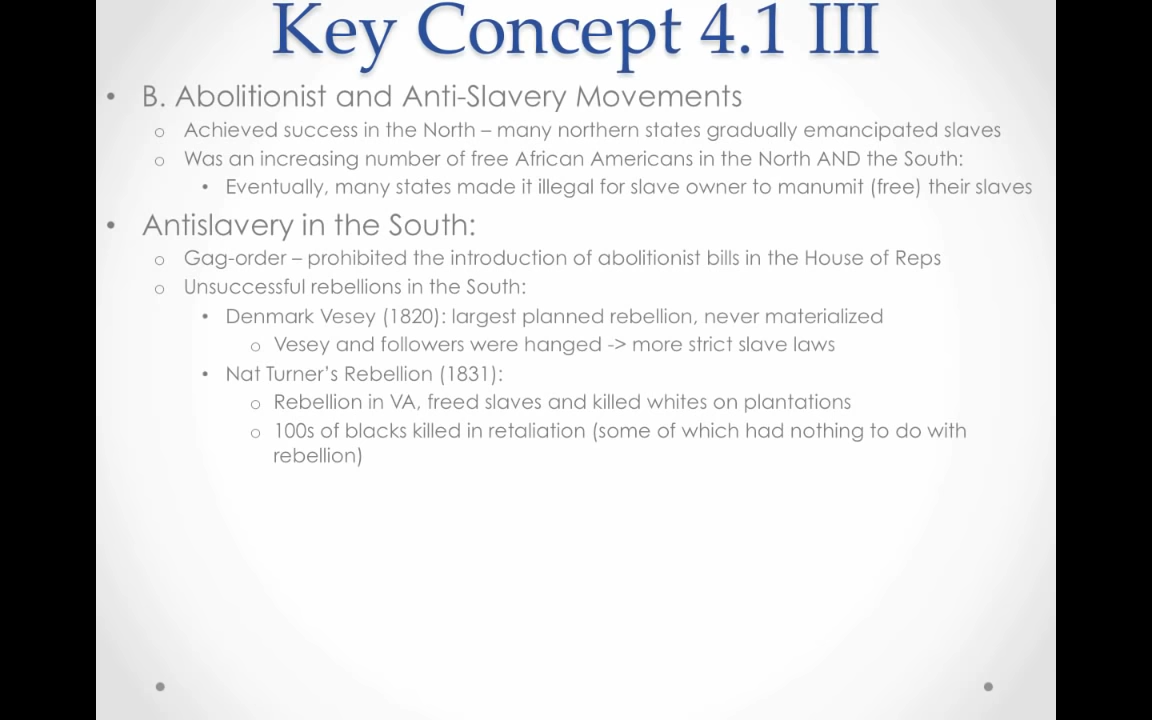 Key Concept 4.1 III
• B. Abolitionist and Anti-Slavery Movements
o Achieved success in the North – many northern states gradually emancipated slaves
o Was an increasing number of free African Americans in the North AND the South:
• Eventually, many states made it illegal for slave owner to manumit (free) their slaves
• Antislavery in the South:
o Gag-order – prohibited the introduction of abolitionist bills in the House of Reps
o Unsuccessful rebellions in the South:
• Denmark Vesey (1820): largest planned rebellion, never materialized
o Vesey and followers were hanged -> more strict slave laws
• Nat Turner’s Rebellion (1831):
o Rebellion in VA, freed slaves and killed whites on plantations
o 100s of blacks killed in retaliation (some of which had nothing to do with
rebellion)